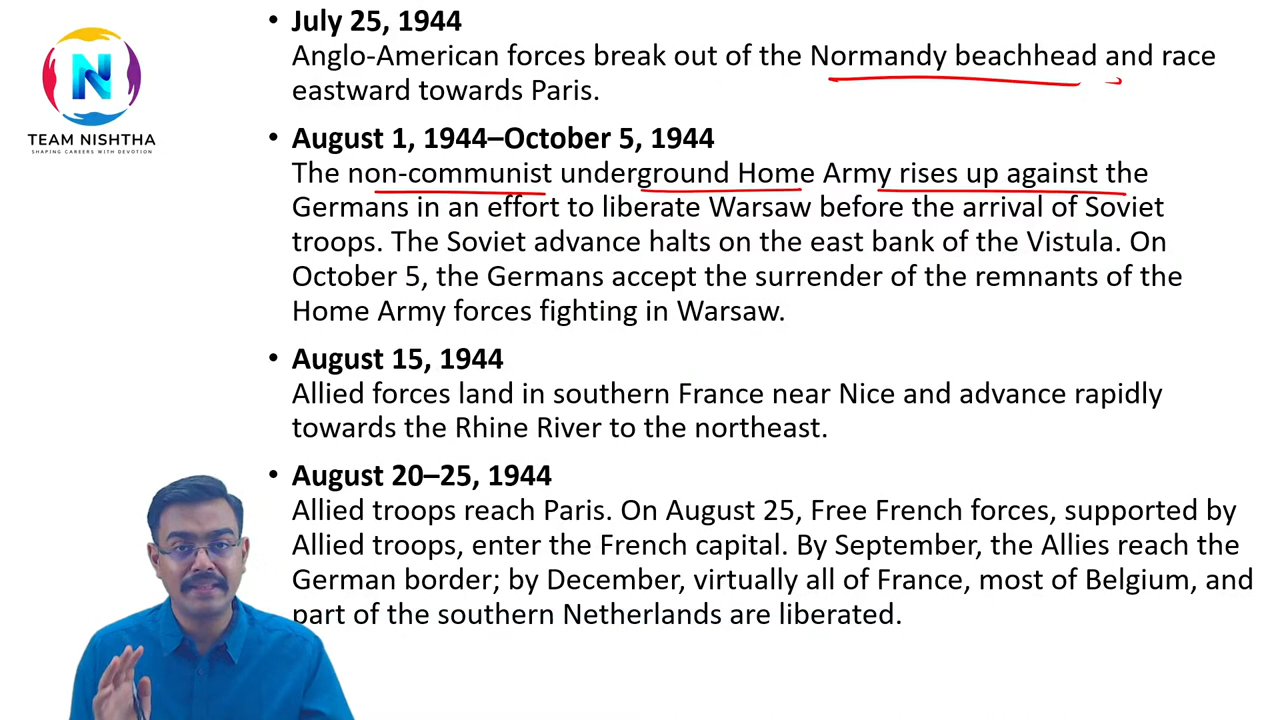 N
TEAM NISHTHA
SHAPING CAREERS WITH DEVOTION
• July 25, 1944
Anglo-American forces break out of the Normandy beachhead and race
eastward towards Paris.
• August 1, 1944–October 5, 1944
The non-communist underground Home Army rises up against the
Germans in an effort to liberate Warsaw before the arrival of Soviet
troops. The Soviet advance halts on the east bank of the Vistula. On
October 5, the Germans accept the surrender of the remnants of the
Home Army forces fighting in Warsaw.
• August 15, 1944
Allied forces land in southern France near Nice and advance rapidly
towards the Rhine River to the northeast.
• August 20–25, 1944
Allied troops reach Paris. On August 25, Free French forces, supported by
Allied troops, enter the French capital. By September, the Allies reach the
German border; by December, virtually all of France, most of Belgium, and
part of the southern Netherlands are liberated.